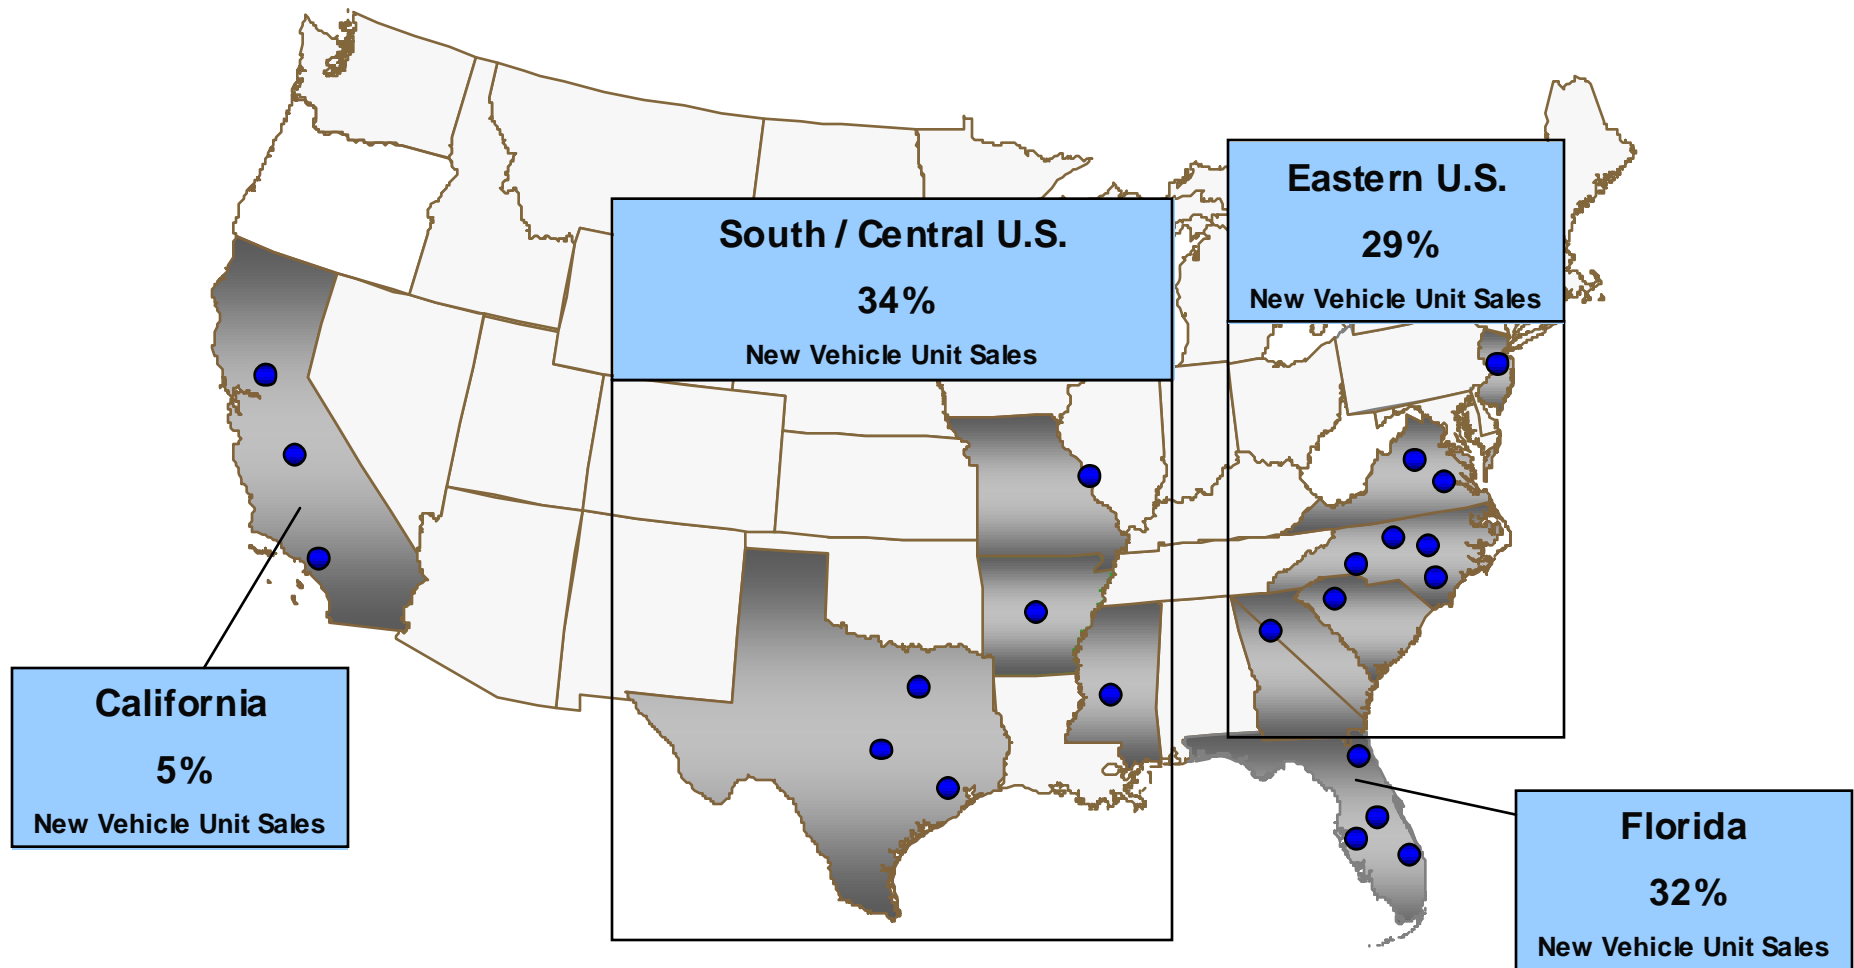 Eastern U.S.
29%
New Vehicle Unit Sales
South / Central U.S.
34%
New Vehicle Unit Sales
California
5%
New Vehicle Unit Sales
Florida
32%
New Vehicle Unit Sales